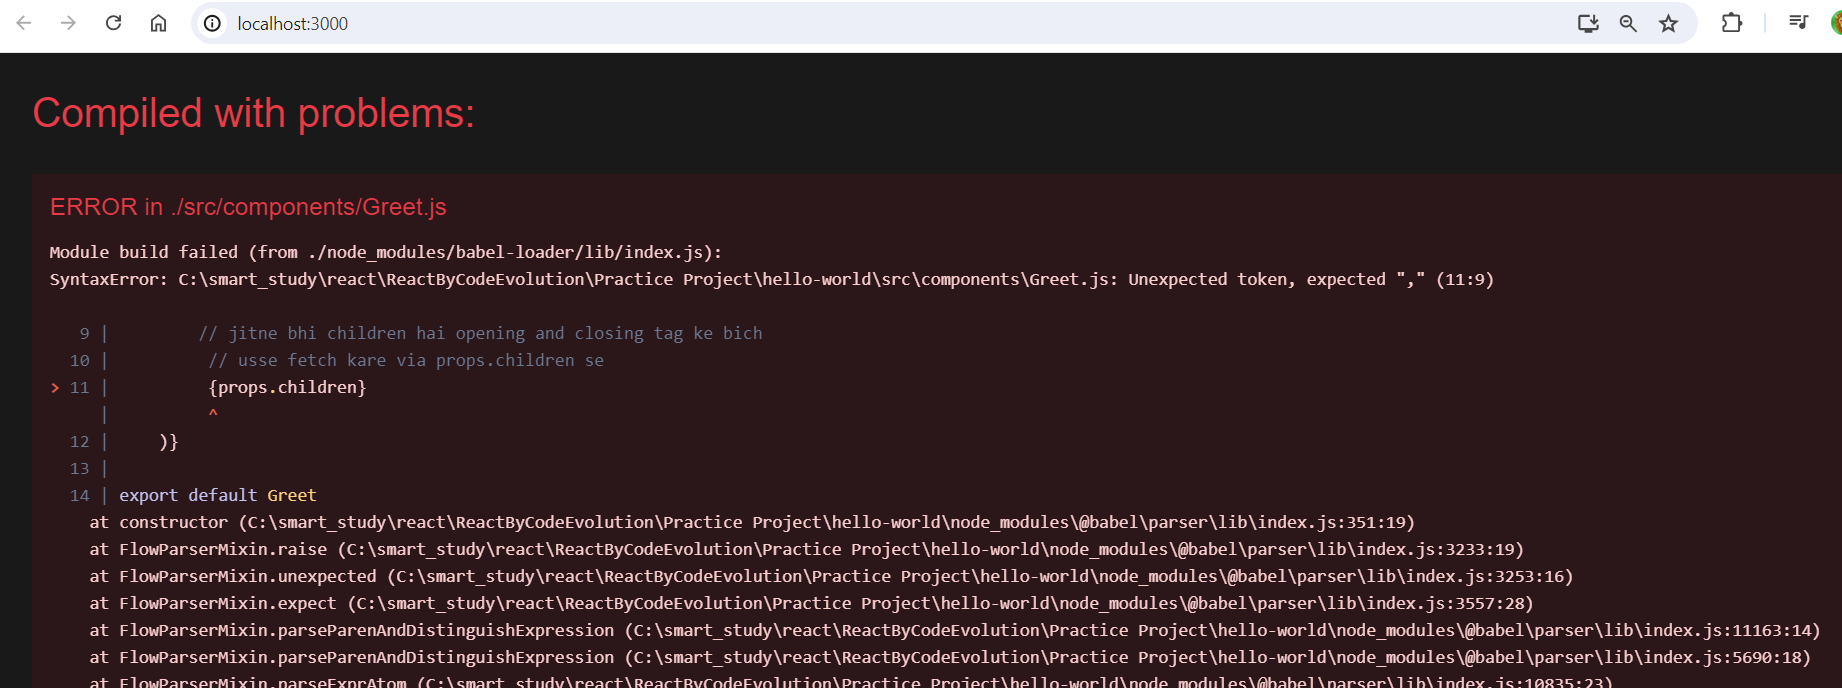 localhost:3000
Compiled with problems:
ERROR in ./src/components/Greet.js
Module build failed (from ./node_modules/babel-loader/lib/index.js):
SyntaxError: C:\smart_study\react\ReactByCodeEvolution\Practice Project\hello-world\src\components\Greet.js: Unexpected token, expected "," (11:9)
9 |         // jitne bhi children hai opening and closing tag ke bich
10 |          // usse fetch kare via props.children se
> 11 |          {props.children}
|          ^
12 |     )}
13 |
14 | export default Greet
at constructor (C:\smart_study\react\ReactByCodeEvolution\Practice Project\hello-world\node_modules\@babel\parser\lib\index.js:351:19)
at FlowParserMixin.raise (C:\smart_study\react\ReactByCodeEvolution\Practice Project\hello-world\node_modules\@babel\parser\lib\index.js:3233:19)
at FlowParserMixin.unexpected (C:\smart_study\react\ReactByCodeEvolution\Practice Project\hello-world\node_modules\@babel\parser\lib\index.js:3253:16)
at FlowParserMixin.expect (C:\smart_study\react\ReactByCodeEvolution\Practice Project\hello-world\node_modules\@babel\parser\lib\index.js:3557:28)
at FlowParserMixin.parseParenAndDistinguishExpression (C:\smart_study\react\ReactByCodeEvolution\Practice Project\hello-world\node_modules\@babel\parser\lib\index.js:11163:14)
at FlowParserMixin.parseParenAndDistinguishExpression (C:\smart_study\react\ReactByCodeEvolution\Practice Project\hello-world\node_modules\@babel\parser\lib\index.js:5690:18)
at FlowParserMixin.parseExprAtom (C:\smart_study\react\ReactByCodeEvolution\Practice Project\hello-world\node_modules\@babel\parser\lib\index.js:10835:23)